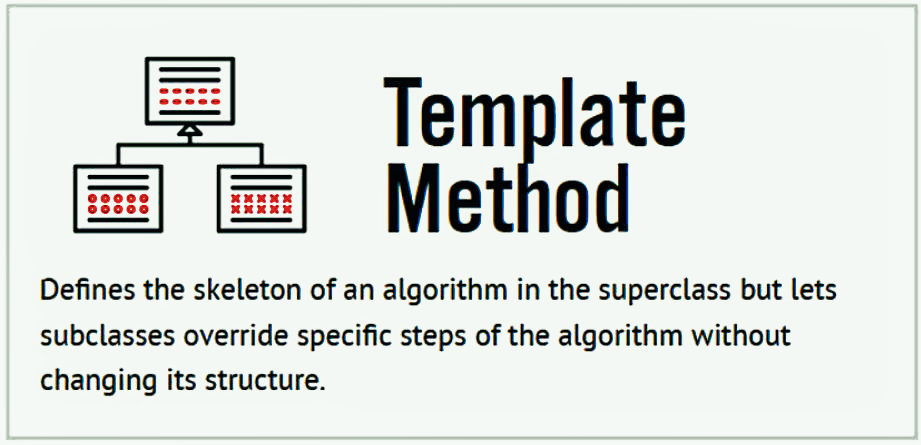 Template
Method
Defines the skeleton of an algorithm in the superclass but lets
subclasses override specific steps of the algorithm without
changing its structure.